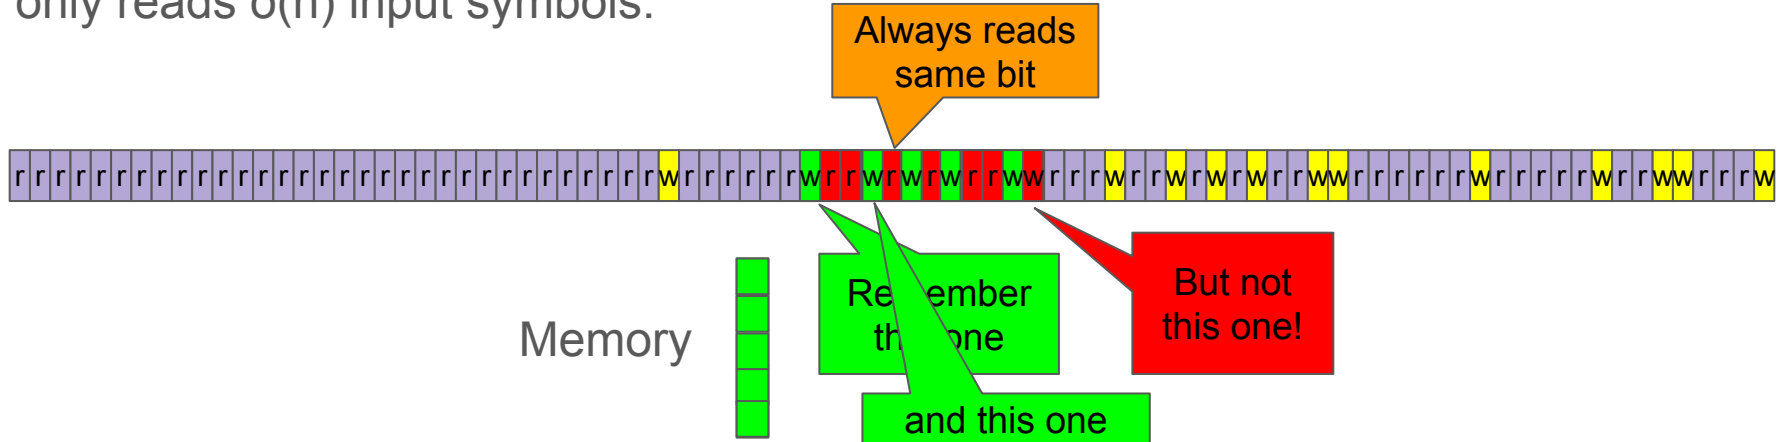 only reads o(n) input symbols.
Always reads
same bit
r r r r r r r r r r r r r r r r r r r r r r r r r r r r r r r r w r r r r r r w r r w r w r w r r w w r r r w r r w r w r w r r w w r r r r r r w r r r r r w r r w w r r r w
Remember
this one
But not
this one!
Memory
and this one